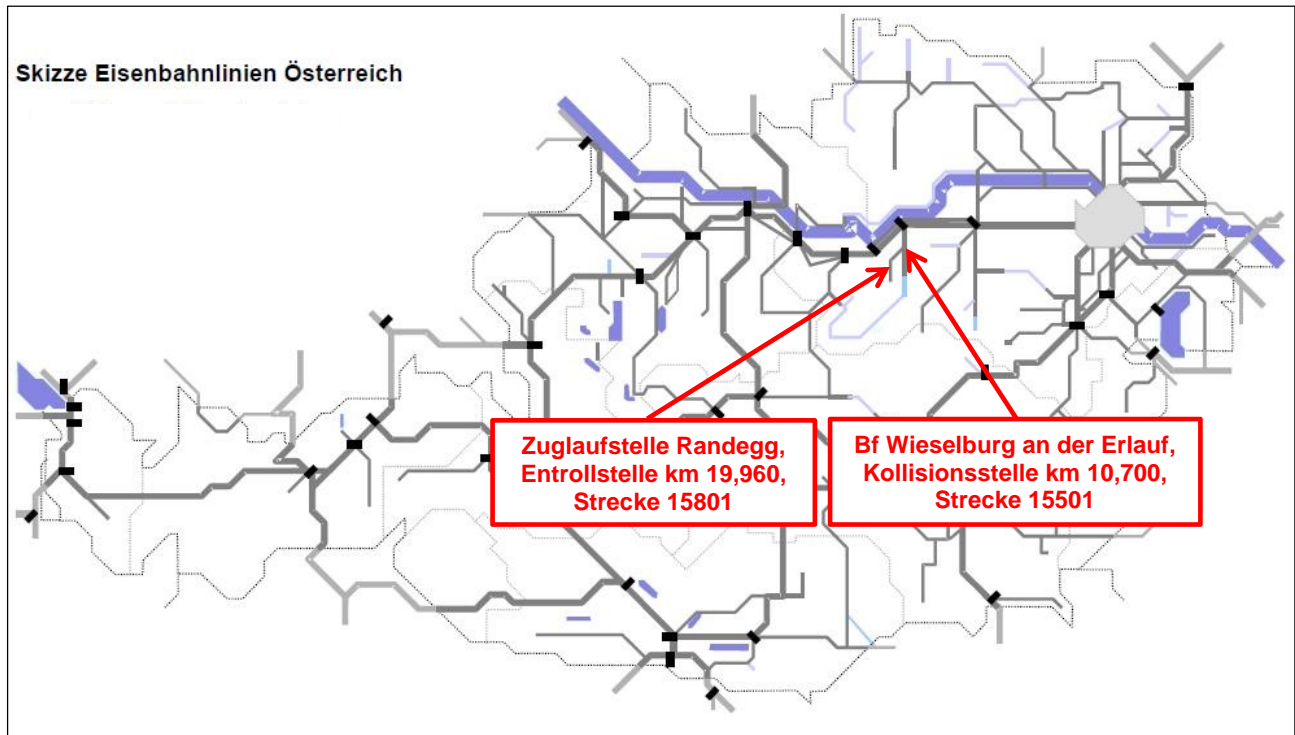 Skizze Eisenbahnlinien Österreich
Zuglaufstelle Randegg,
Entrollstelle km 19,960,
Strecke 15801
Bf Wieselburg an der Erlauf,
Kollisionsstelle km 10,700,
Strecke 15501